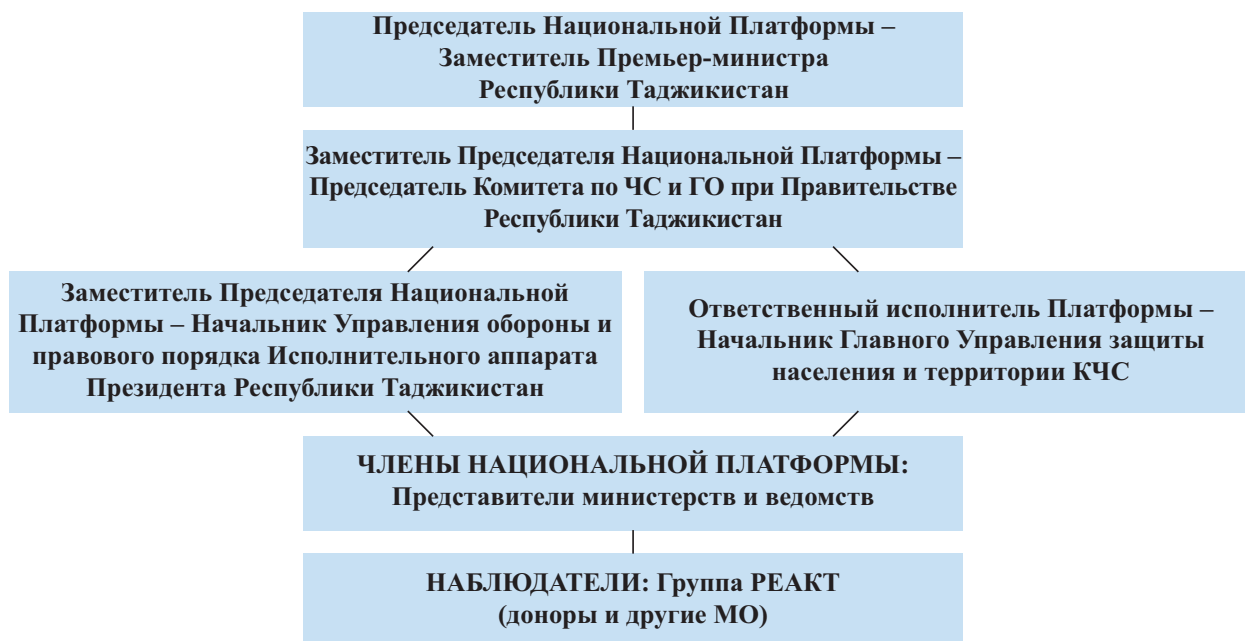 Председатель Национальной Платформы –
Заместитель Премьер-министра
Республики Таджикистан
Заместитель Председателя Национальной Платформы –
Председатель Комитета по ЧС и ГО при Правительстве
Республики Таджикистан
Заместитель Председателя Национальной
Платформы – Начальник Управления обороны и
правового порядка Исполнительного аппарата
Президента Республики Таджикистан
Ответственный исполнитель Платформы –
Начальник Главного Управления защиты
населения и территории КЧС
ЧЛЕНЫ НАЦИОНАЛЬНОЙ ПЛАТФОРМЫ:
Представители министерств и ведомств
НАБЛЮДАТЕЛИ: Группа РЕАКТ
(доноры и другие МО)